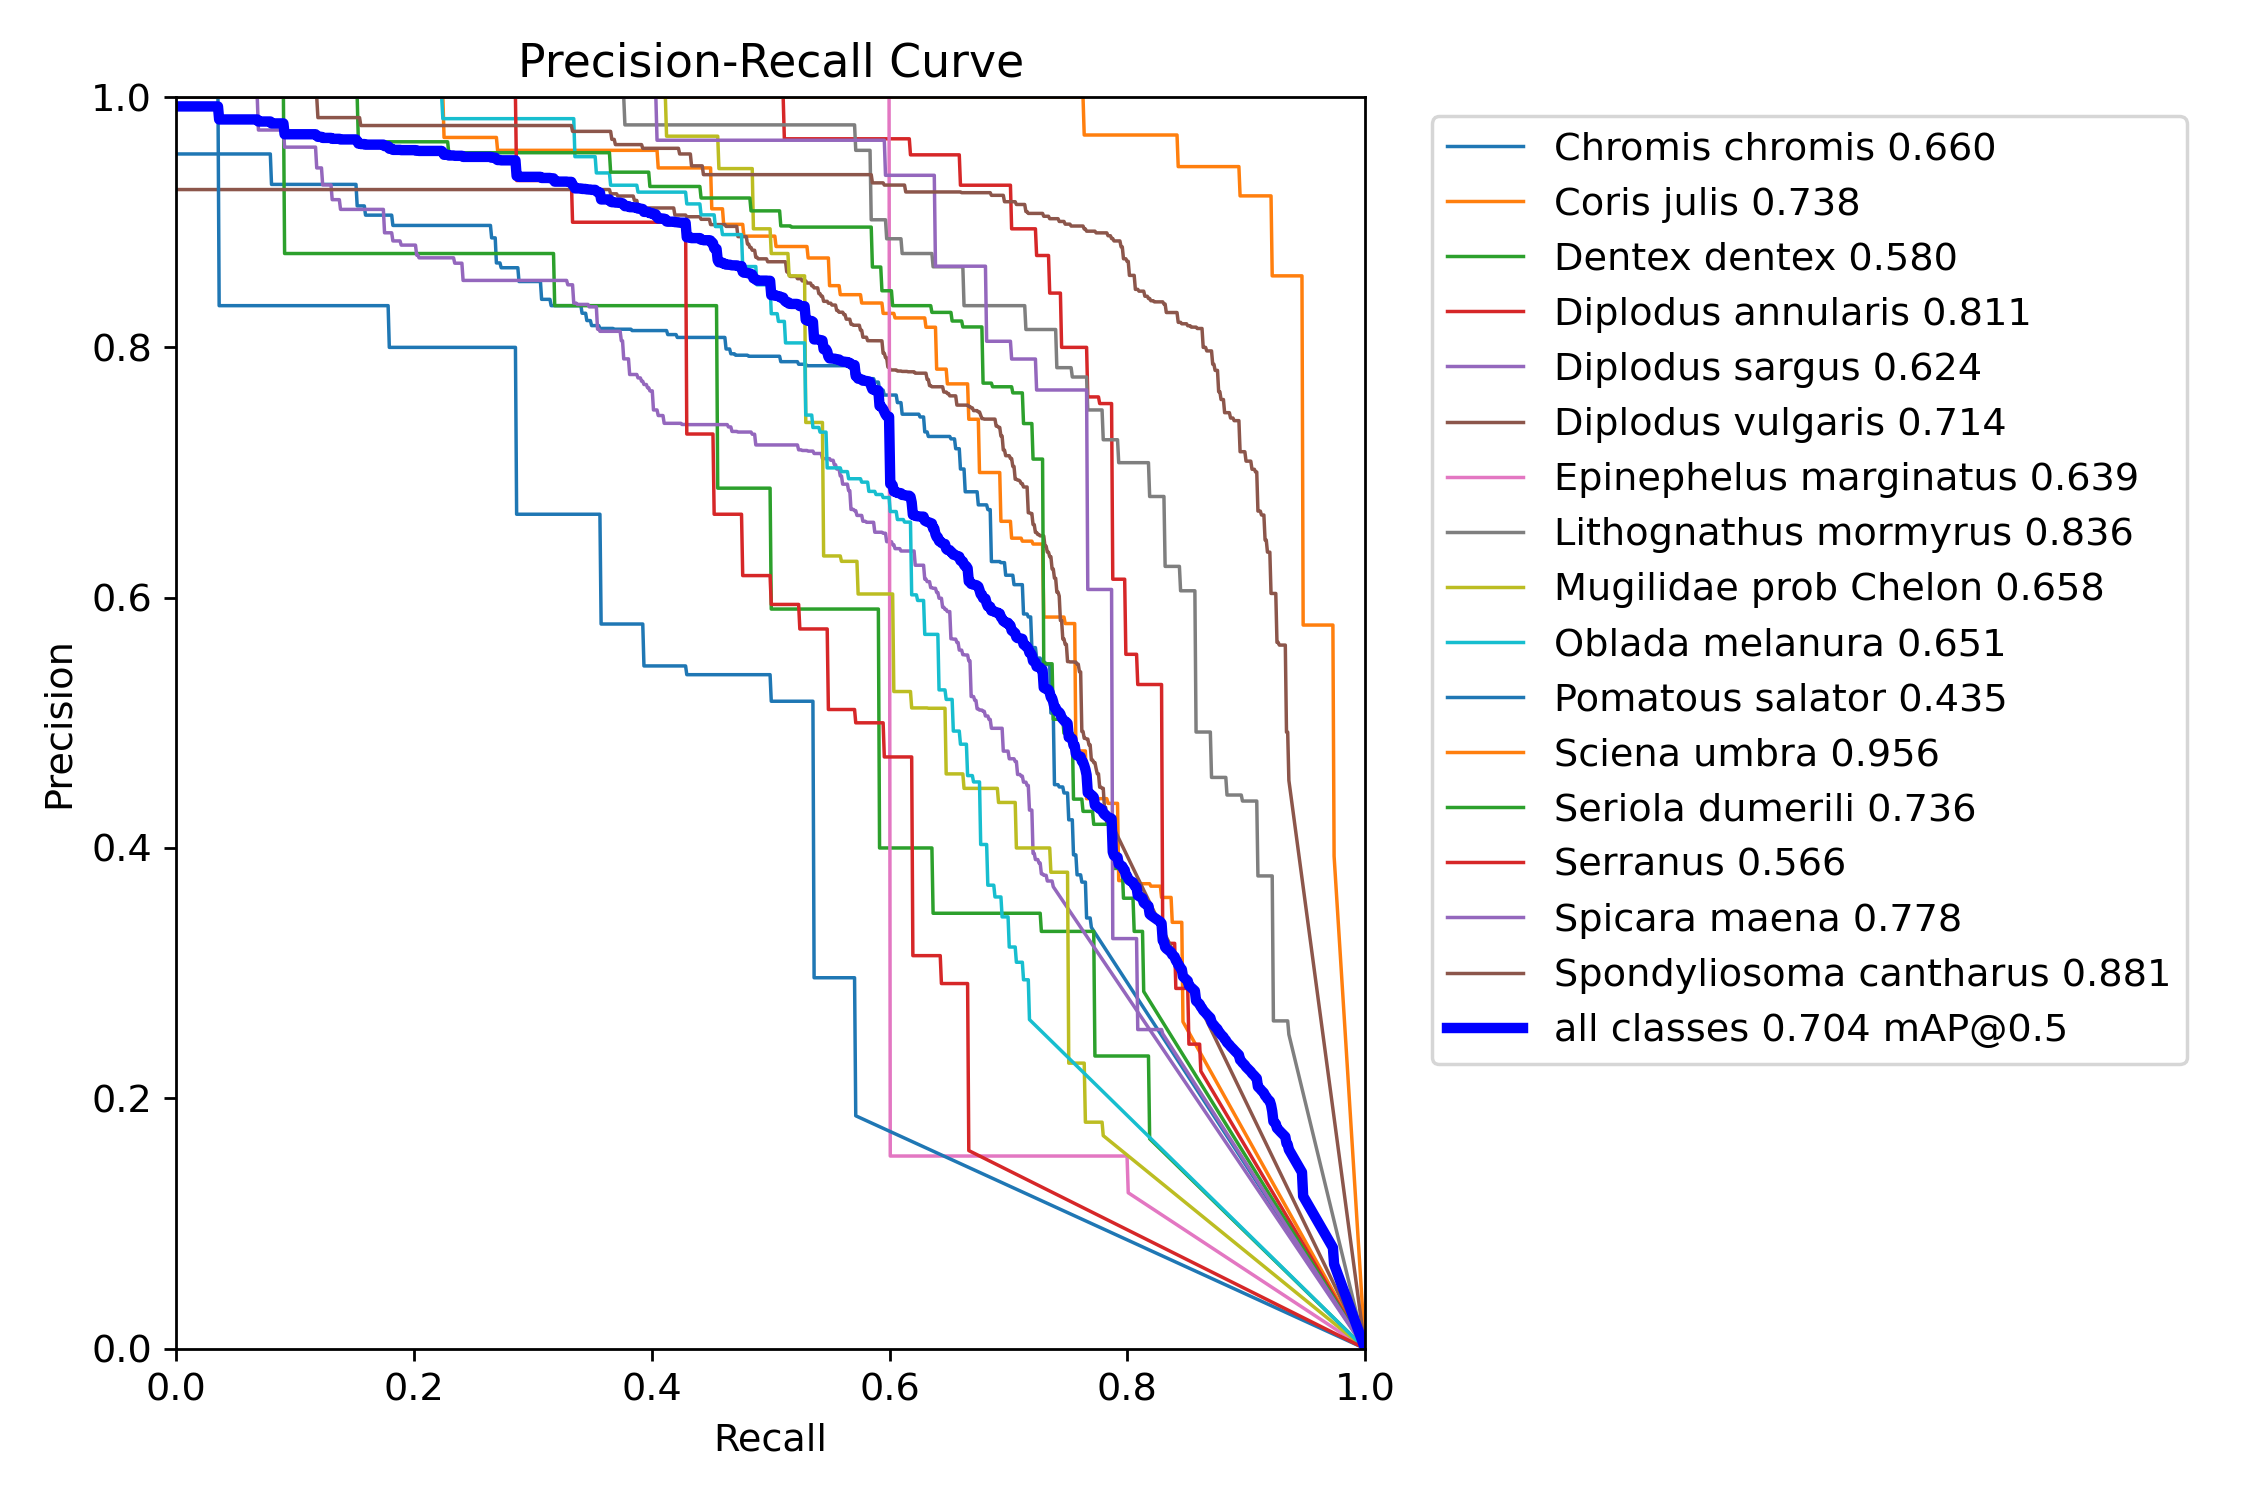 Precision-Recall Curve
1.0
0.8
0.6
0.4
0.2
0.0
Precision
0.0 0.2 0.4 0.6 0.8 1.0
Recall
Chromis chromis 0.660
Coris julis 0.738
Dentex dentex 0.580
Diplodus annularis 0.811
Diplodus sargus 0.624
Diplodus vulgaris 0.714
Epinephelus marginatus 0.639
Lithognathus mormyrus 0.836
Mugilidae prob Chelon 0.658
Oblada melanura 0.651
Pomatous salator 0.435
Sciena umbra 0.956
Seriola dumerili 0.736
Serranus 0.566
Spicara maena 0.778
Spondyliosoma cantharus 0.881
all classes 0.704 mAP@0.5